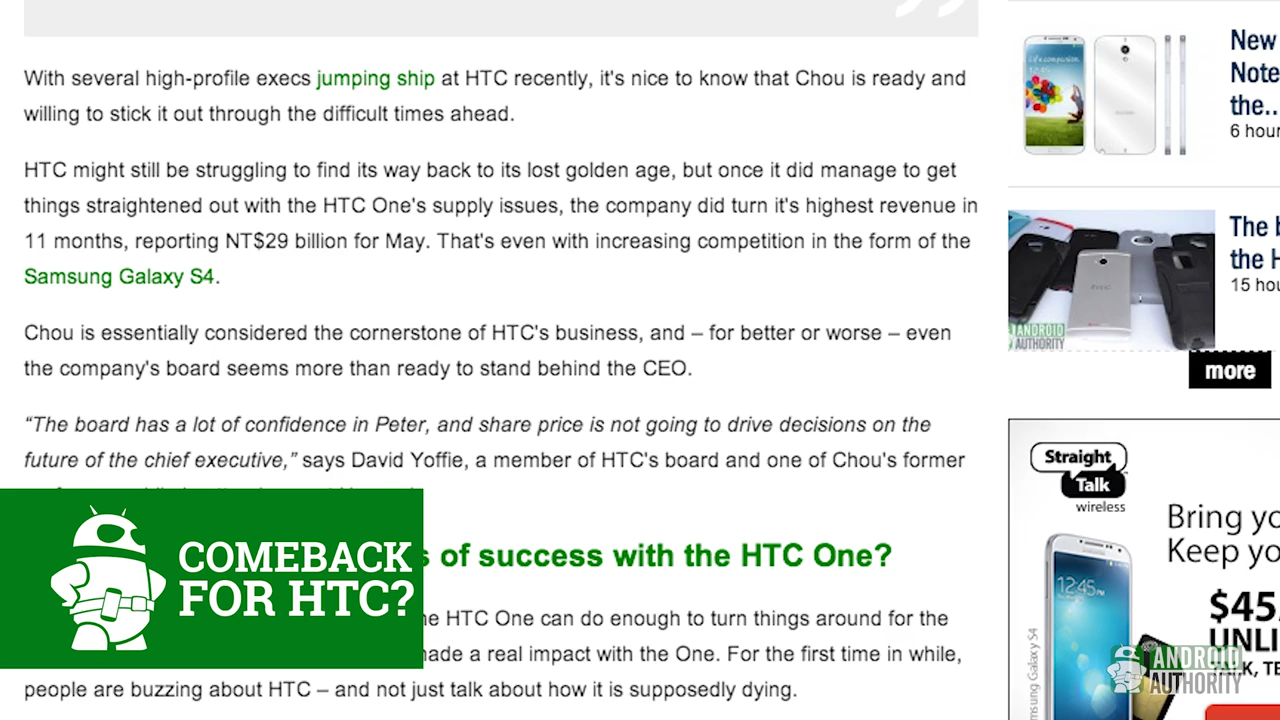 With several high-profile execs jumping ship at HTC recently, it's nice to know that Chou is ready and
willing to stick it out through the difficult times ahead.
HTC might still be struggling to find its way back to its lost golden age, but once it did manage to get
things straightened out with the HTC One's supply issues, the company did turn it's highest revenue in
11 months, reporting NT$29 billion for May. That's even with increasing competition in the form of the
Samsung Galaxy S4.
Chou is essentially considered the cornerstone of HTC's business, and – for better or worse – even
the company's board seems more than ready to stand behind the CEO.
“The board has a lot of confidence in Peter, and share price is not going to drive decisions on the
future of the chief executive,” says David Yoffie, a member of HTC's board and one of Chou's former
of success with the HTC One?
HTC One can do enough to turn things around for the
a real impact with the One. For the first time in while,
people are buzzing about HTC – and not just talk about how it is supposedly dying.
COMEBACK
FOR HTC?
New
Note
the..
6 hour
The
the
15
ANDROID
AUTHORITY
more
Straight
Talk
wireless
Bring
Keep
12:45
$45
Galaxy S4
ANDROID
AUTHORITY